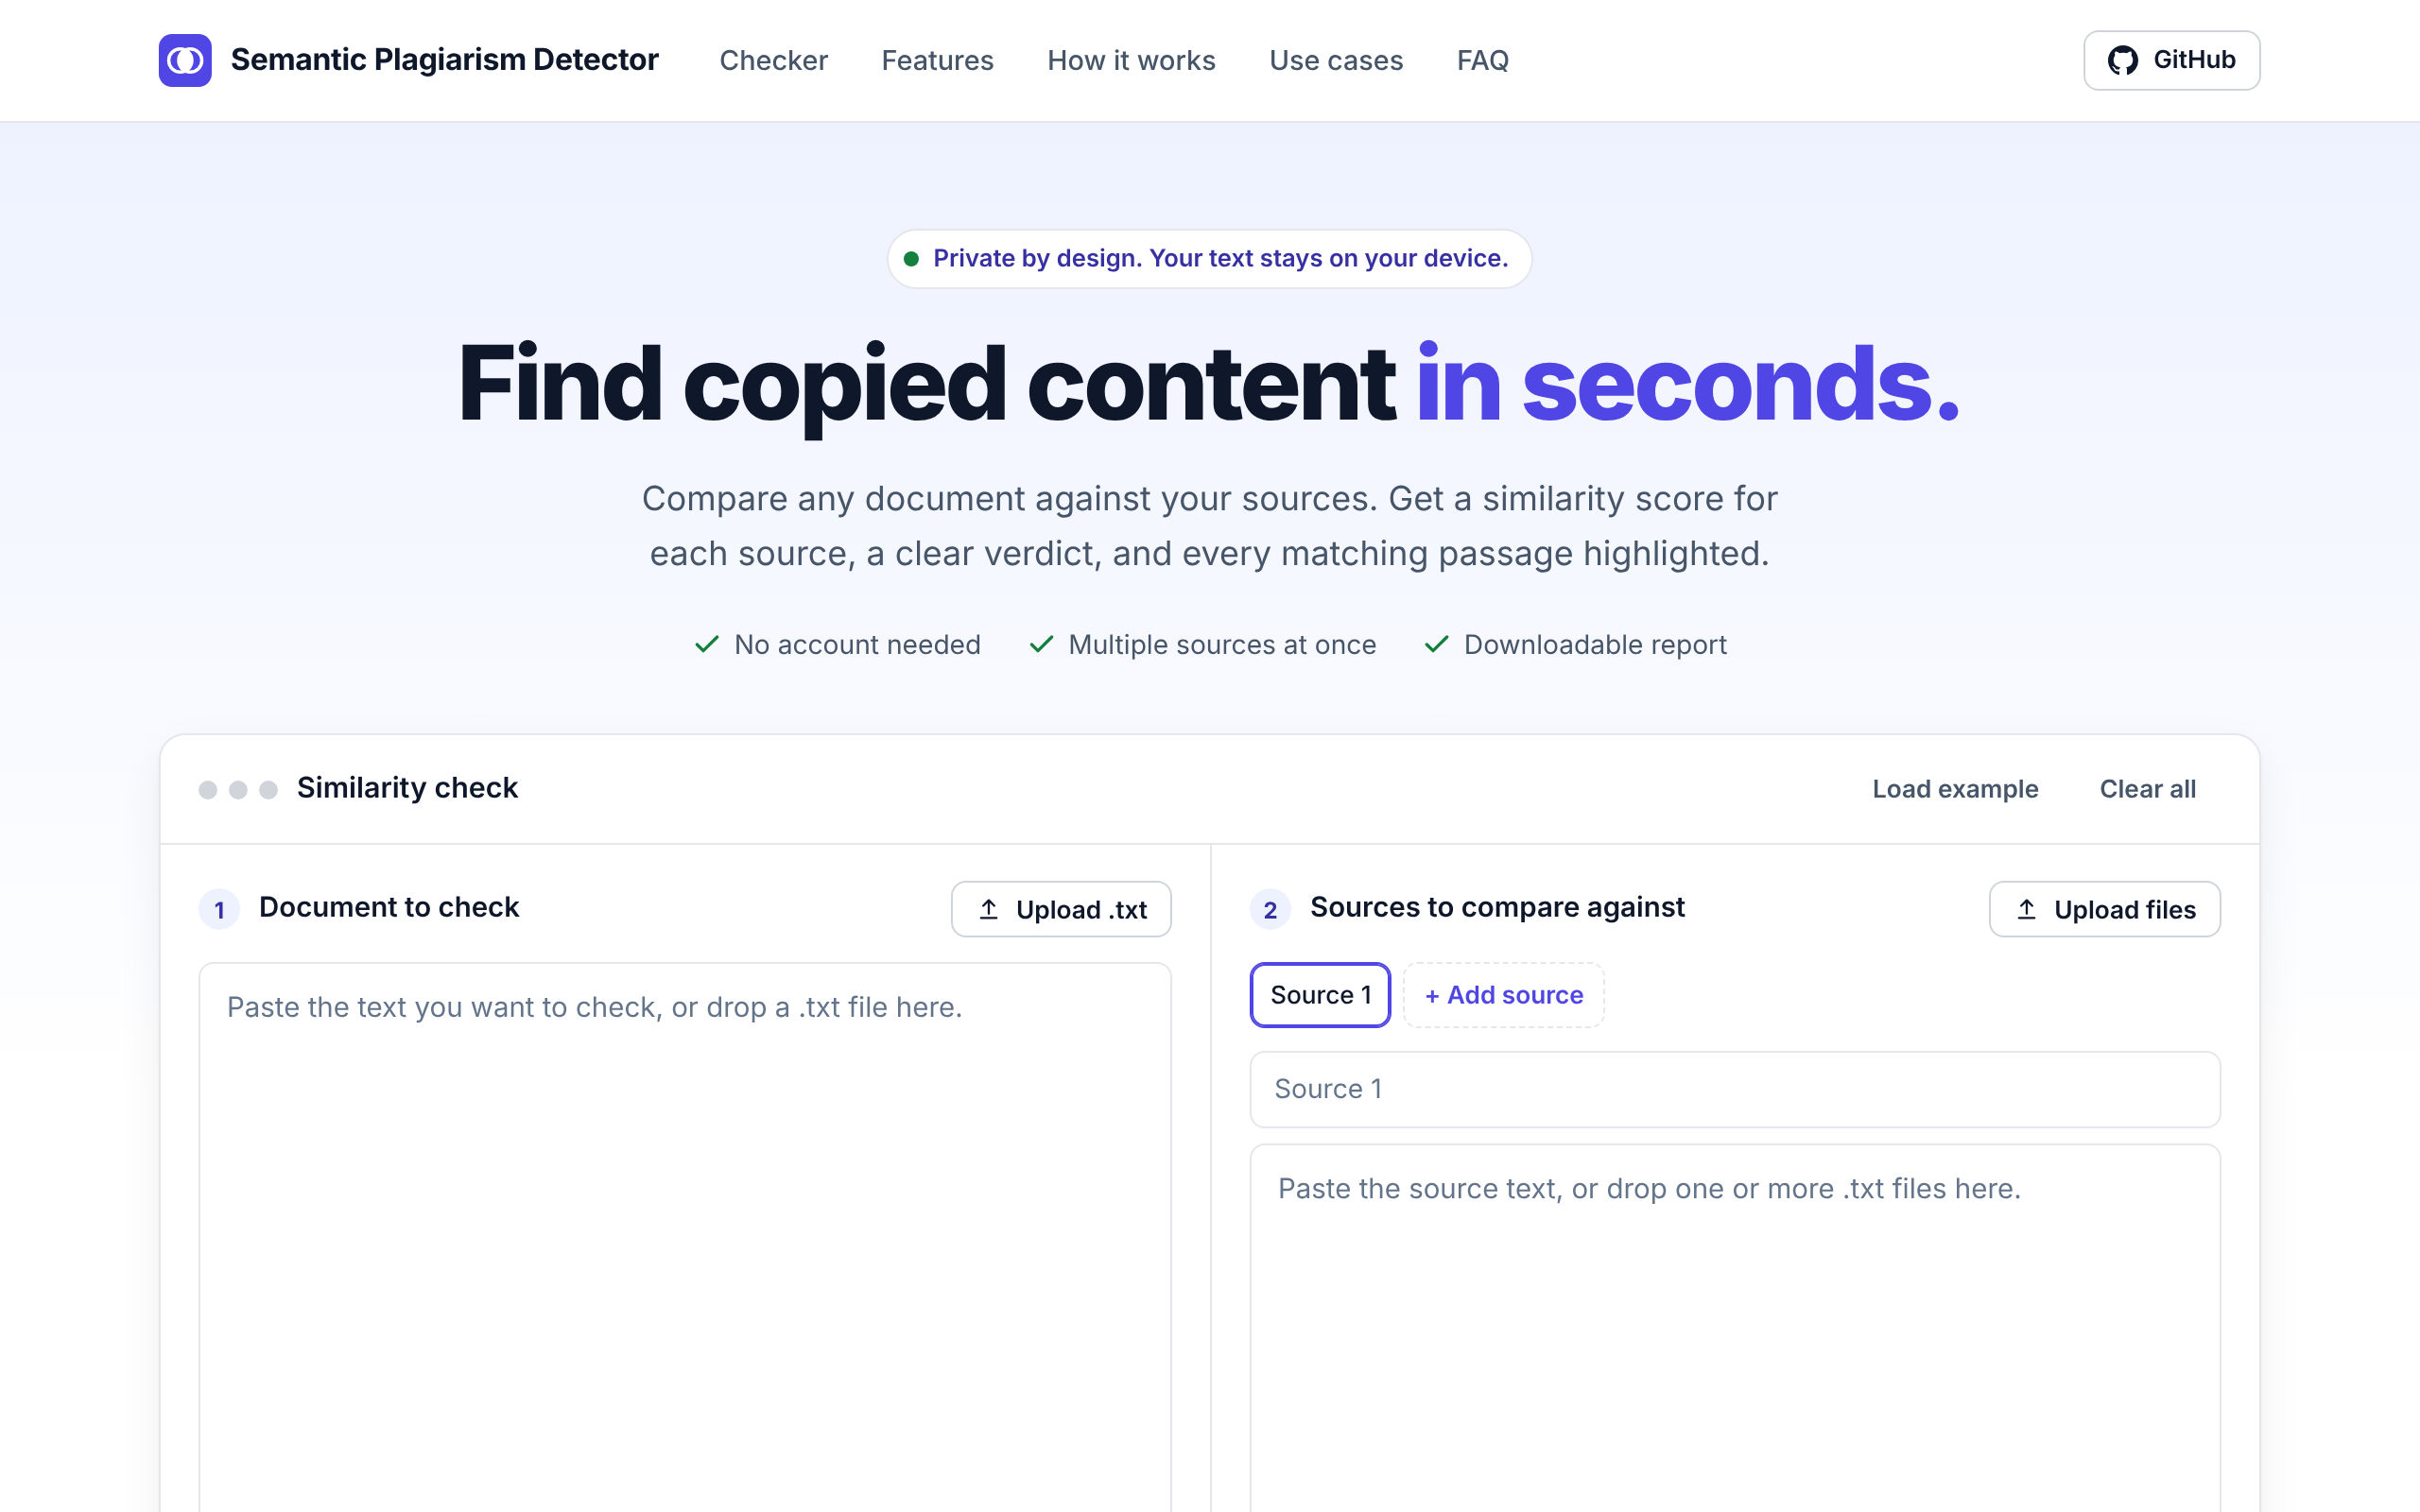 Semantic Plagiarism Detector
Checker
Features
How it works
Use cases
FAQ
GitHub
Private by design. Your text stays on your device.
Find copied content in seconds.
Compare any document against your sources. Get a similarity score for
each source, a clear verdict, and every matching passage highlighted.
No account needed
Multiple sources at once
Downloadable report
Similarity check
Load example
Clear all
1
Document to check
Upload .txt
Paste the text you want to check, or drop a .txt file here.
2
Sources to compare against
Upload files
Source 1
+ Add source
Source 1
Paste the source text, or drop one or more .txt files here.